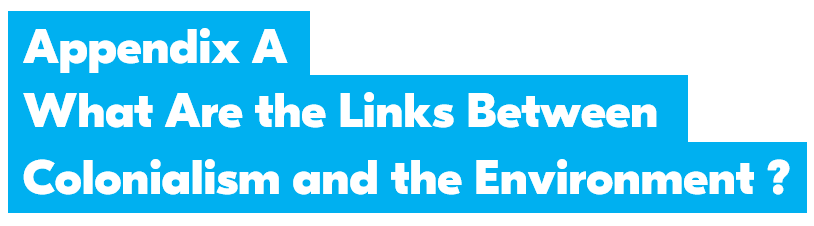 Appendix A
What Are the Links Between
Colonialism and the Environment ?